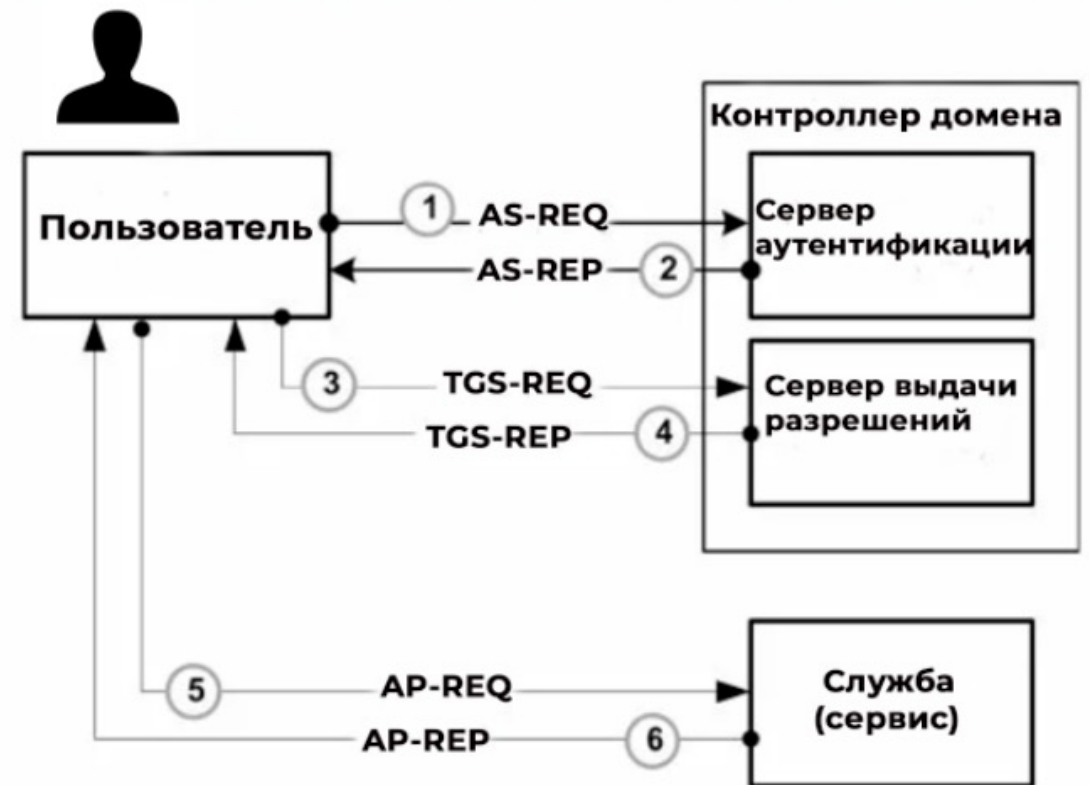 Контроллер домена
Пользователь
1
AS-REQ
Сервер
аутентификации
AS-REP
2
3
TGS-REQ
Сервер выдачи
разрешений
TGS-REP
4
5
AP-REQ
Служба
(сервис)
AP-REP
6